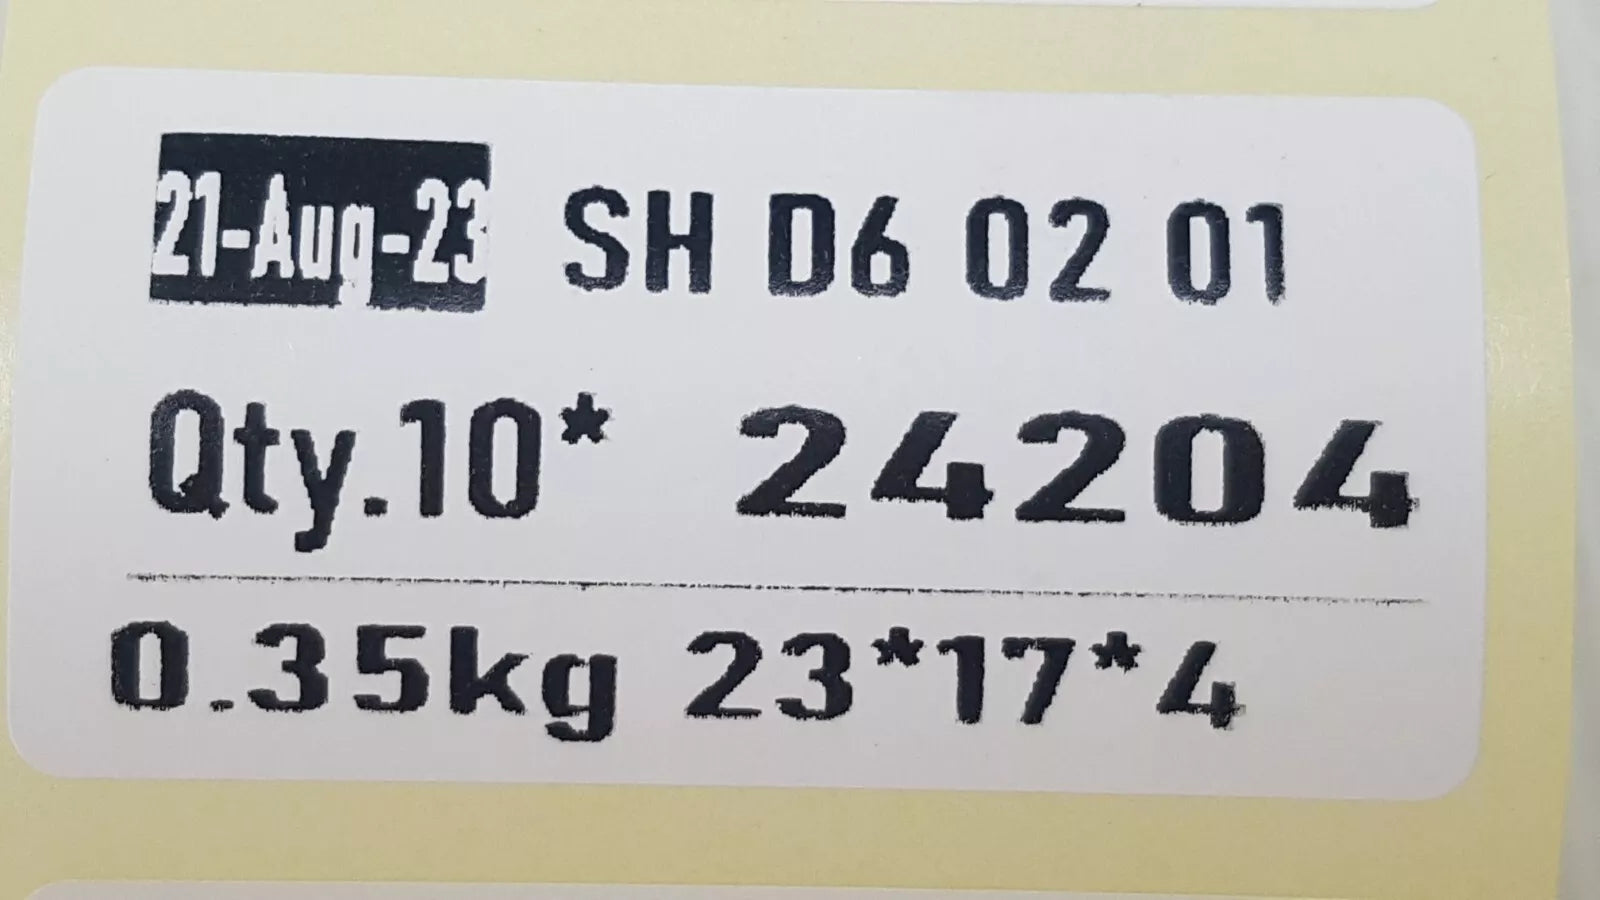 21-Aug-23 SH D6 02 01
Qty.10* 24204
0.35kg 23*17*4